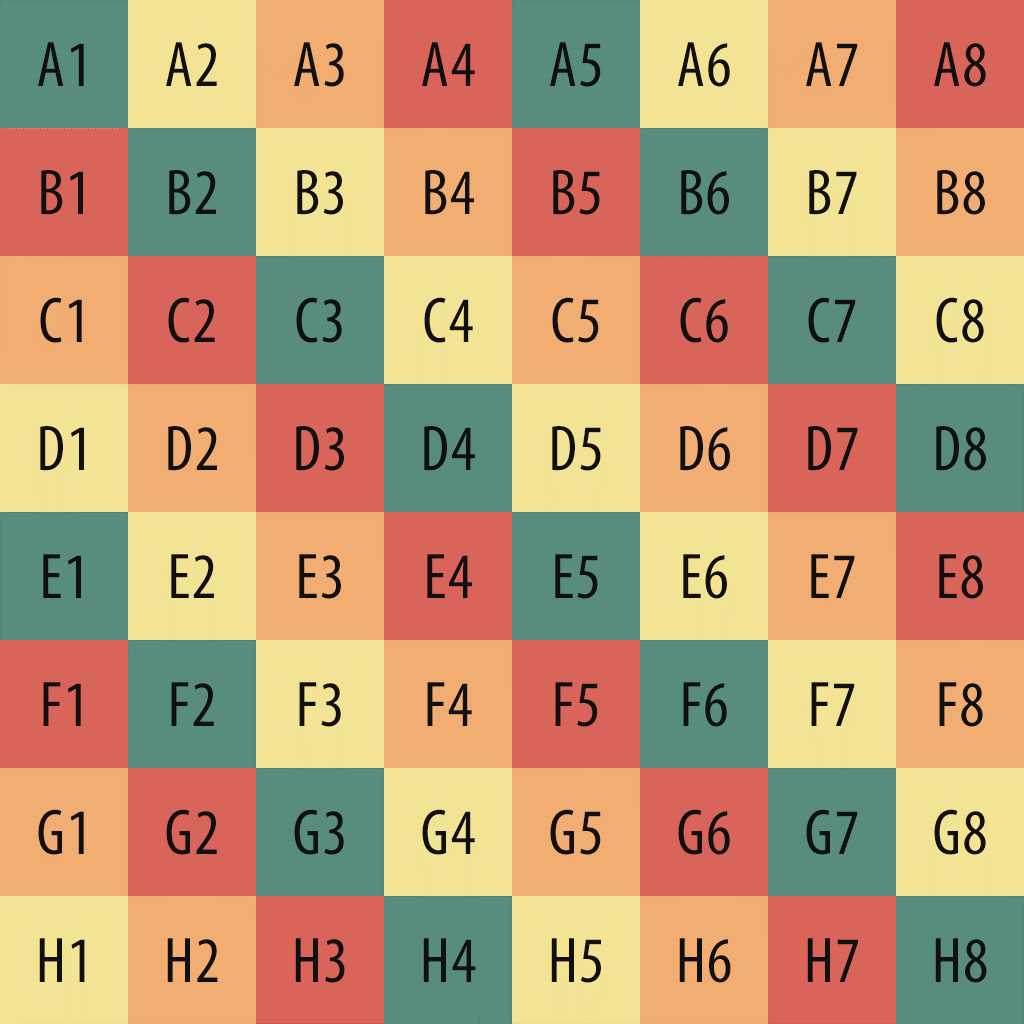 A1 A2 A3 A4 A5 A6 A7 A8
B1 B2 B3 B4 B5 B6 B7 B8
C1 C2 C3 C4 C5 C6 C7 C8
D1 D2 D3 D4 D5 D6 D7 D8
E1 E2 E3 E4 E5 E6 E7 E8
F1 F2 F3 F4 F5 F6 F7 F8
G1 G2 G3 G4 G5 G6 G7 G8
H1 H2 H3 H4 H5 H6 H7 H8